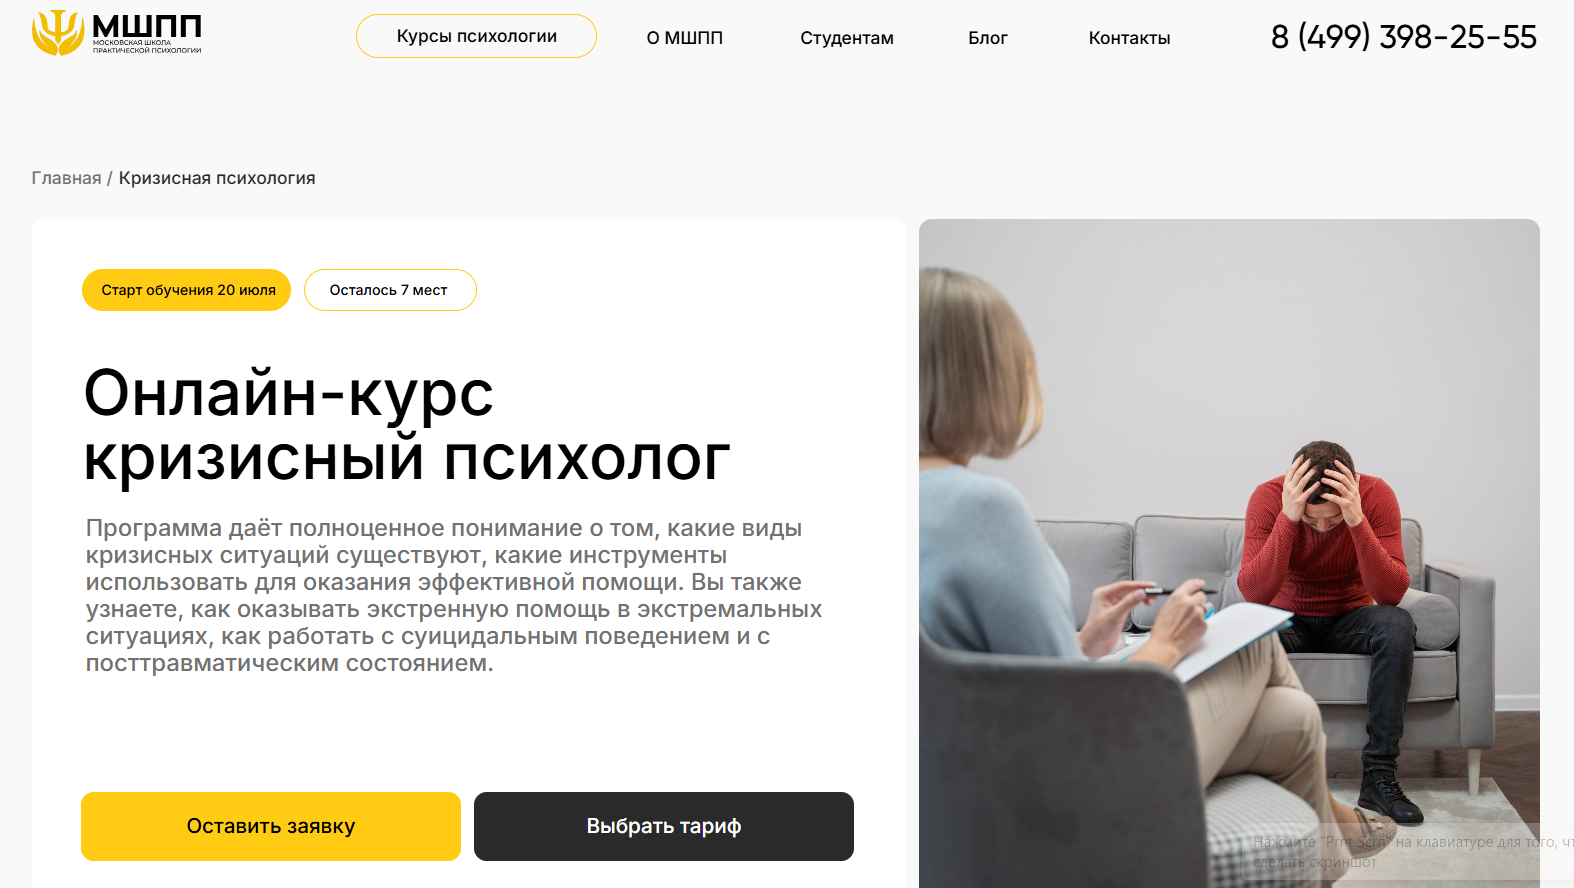 МШПП
МОСКОВСКАЯ ШКОЛА
ПРАКТИЧЕСКОЙ ПСИХОЛОГИИ
Курсы психологии
О МШПП
Студентам
Блог
Контакты
8 (499) 398-25-55
Главная / Кризисная психология
Старт обучения 20 июля
Осталось 7 мест
Онлайн-курс
кризисный психолог
Программа даёт полноценное понимание о том, какие виды
кризисных ситуаций существуют, какие инструменты
использовать для оказания эффективной помощи. Вы также
узнаете, как оказывать экстренную помощь в экстремальных
ситуациях, как работать с суицидальным поведением и с
посттравматическим состоянием.
Оставить заявку
Выбрать тариф
Нажмите "Prnt Scrn" на клавиатуре для того, чт
сделать скриншот